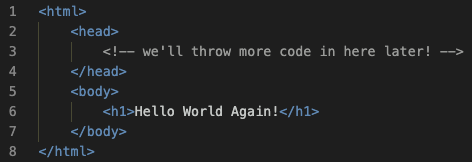 1 <html>
2 <head>
3 <!-- we'll throw more code in here later! -->
4 </head>
5 <body>
6 <h1>Hello World Again!</h1>
7 </body>
8 </html>